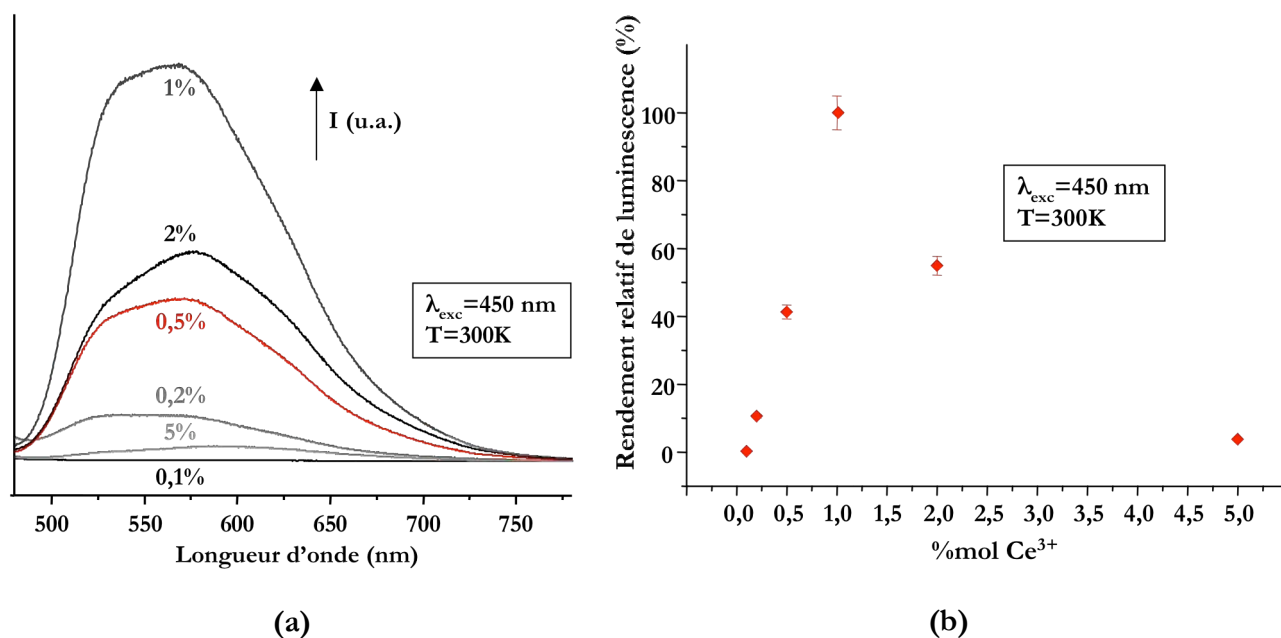 1%
I (u.a.)
2%
0,5%
0,2%
5%
0,1%
λexc=450 nm
T=300K
500 550 600 650 700 750
Longueur d'onde (nm)
(a)
Rendement relatif de luminescence (%)
100
80
60
40
20
0
λexc=450 nm
T=300K
0,0 0,5 1,0 1,5 2,0 2,5 3,0 3,5 4,0 4,5 5,0
%mol Ce³⁺
(b)